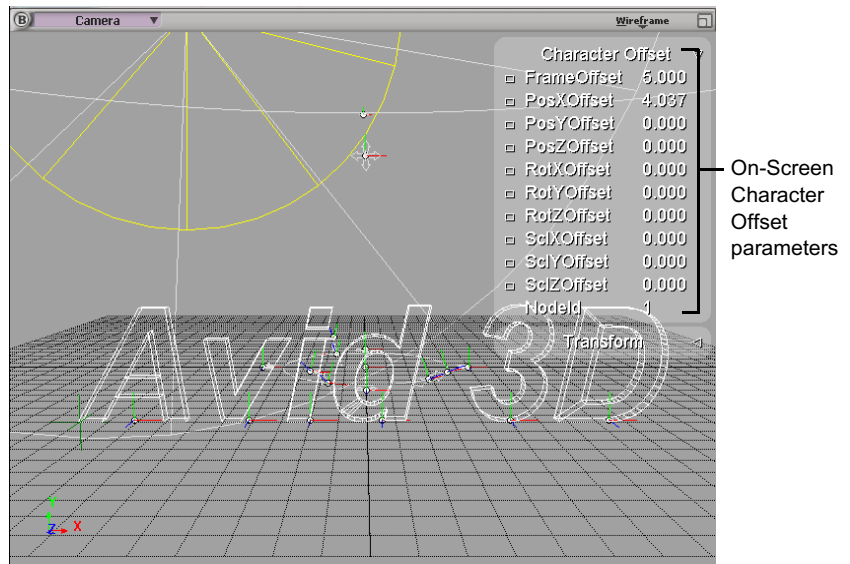 B Camera Wireframe
Character Offset
FrameOffset 5.000
PosXOffset 4.037
PosYOffset 0.000
PosZOffset 0.000
RotXOffset 0.000
RotYOffset 0.000
RotZOffset 0.000
SclXOffset 0.000
SclYOffset 0.000
SclZOffset 0.000
NodeId 1
Transform
On-Screen
Character
Offset
parameters
Avid 3D
Y
Z X